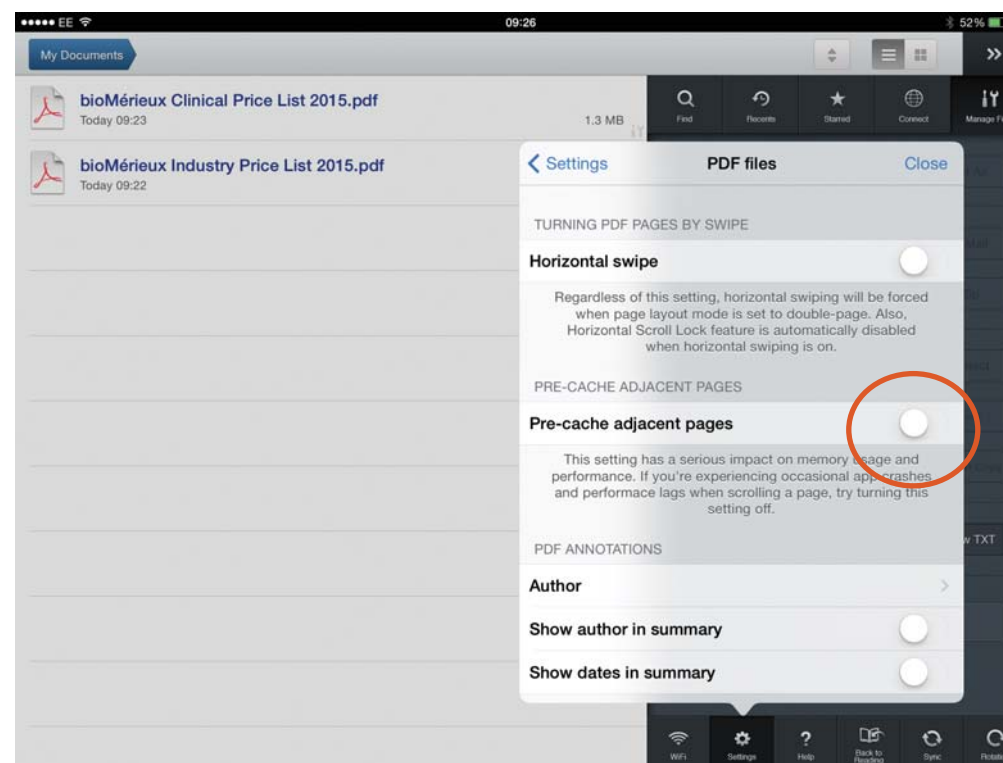 EE
09:26
52%
My Documents
bioMérieux Clinical Price List 2015.pdf
Today 09:23
1.3 MB
bioMérieux Industry Price List 2015.pdf
Today 09:22
Find
Recents
Starred
Connect
Manage Fi
Settings
PDF files
Close
TURNING PDF PAGES BY SWIPE
Horizontal swipe
Regardless of this setting, horizontal swiping will be forced
when page layout mode is set to double-page. Also,
Horizontal Scroll Lock feature is automatically disabled
when horizontal swiping is on.
PRE-CACHE ADJACENT PAGES
Pre-cache adjacent pages
This setting has a serious impact on memory usage and
performance. If you're experiencing occasional app crashes
and performace lags when scrolling a page, try turning this
setting off.
PDF ANNOTATIONS
w TXT
Author
Show author in summary
Show dates in summary
WiFi
Settings
Help
Back to
Reading
Sync
Rotate